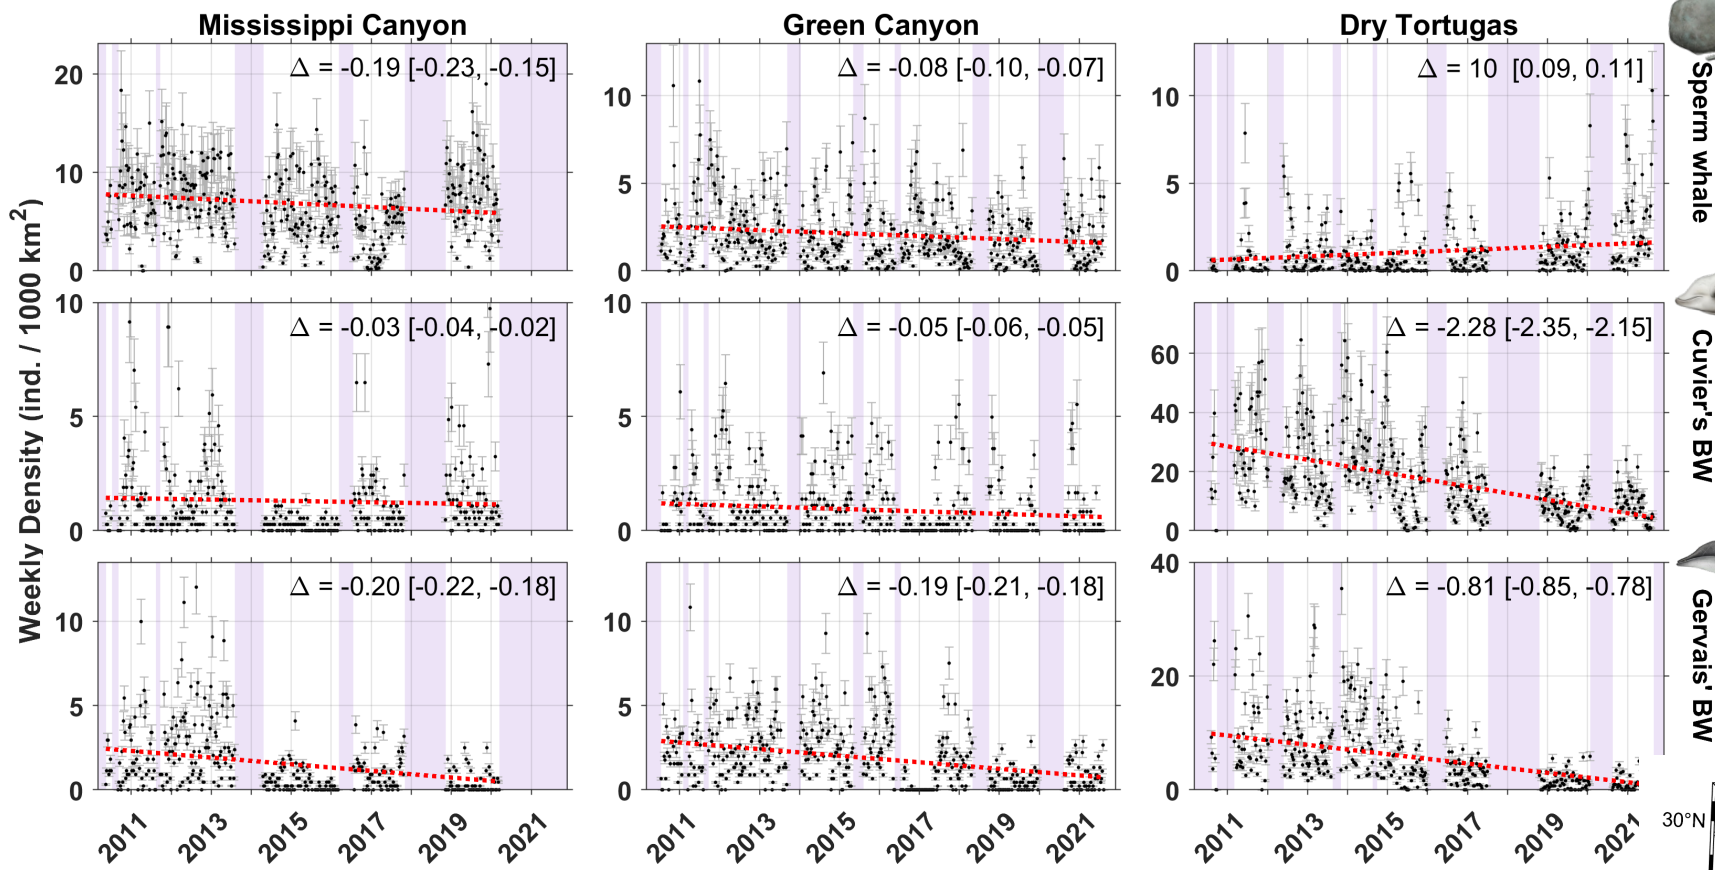 Mississippi Canyon
Green Canyon
Dry Tortugas
Weekly Density (ind. / 1000 km²)
20
10
0
Δ = -0.19 [-0.23, -0.15]
10
5
0
Δ = -0.08 [-0.10, -0.07]
10
5
0
Δ = 10 [0.09, 0.11]
Sperm whale
10
5
0
Δ = -0.03 [-0.04, -0.02]
10
5
0
Δ = -0.05 [-0.06, -0.05]
60
40
20
0
Δ = -2.28 [-2.35, -2.15]
Cuvier's BW
10
5
0
Δ = -0.20 [-0.22, -0.18]
10
5
0
Δ = -0.19 [-0.21, -0.18]
40
20
0
Δ = -0.81 [-0.85, -0.78]
Gervais' BW
2011 2013 2015 2017 2019 2021
2011 2013 2015 2017 2019 2021
2011 2013 2015 2017 2019 2021
30°N